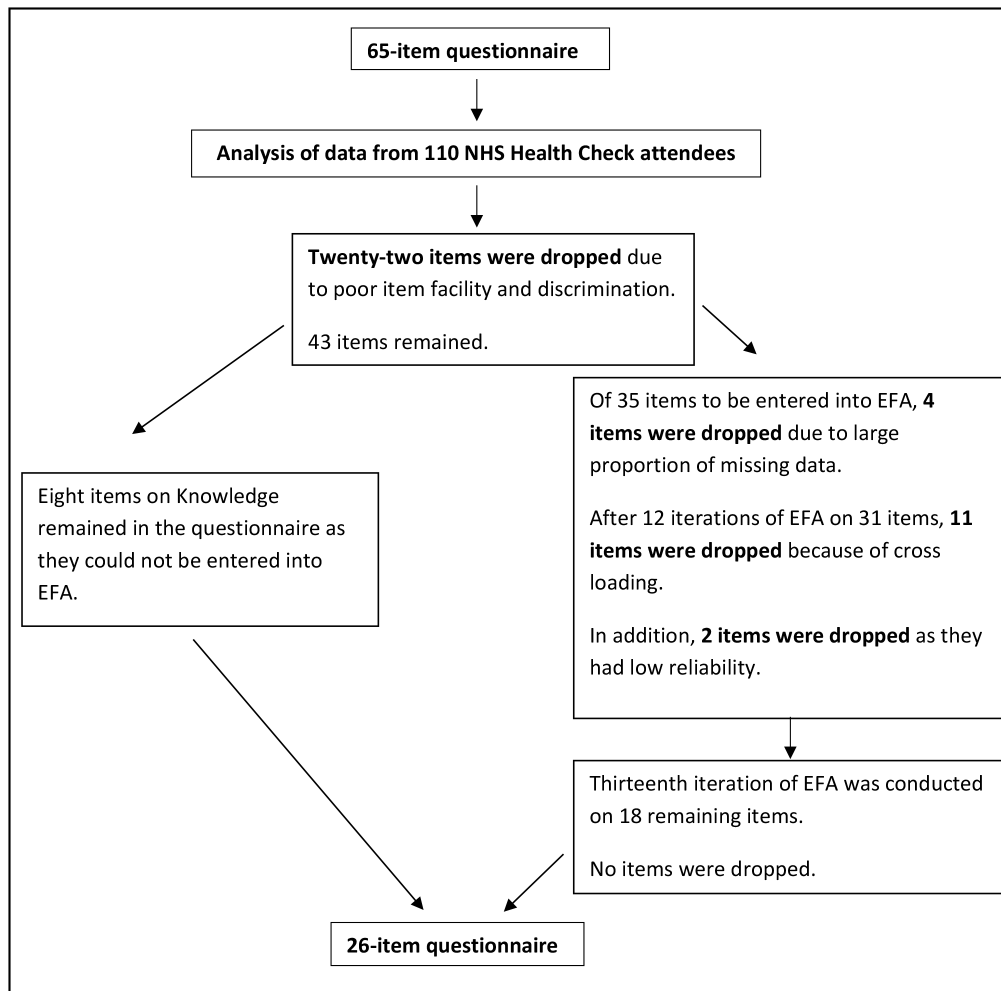 65-item questionnaire
Analysis of data from 110 NHS Health Check attendees
Twenty-two items were dropped due
to poor item facility and discrimination.
43 items remained.
Eight items on Knowledge
remained in the questionnaire as
they could not be entered into
EFA.
Of 35 items to be entered into EFA, 4
items were dropped due to large
proportion of missing data.
After 12 iterations of EFA on 31 items, 11
items were dropped because of cross
loading.
In addition, 2 items were dropped as they
had low reliability.
Thirteenth iteration of EFA was conducted
on 18 remaining items.
No items were dropped.
26-item questionnaire